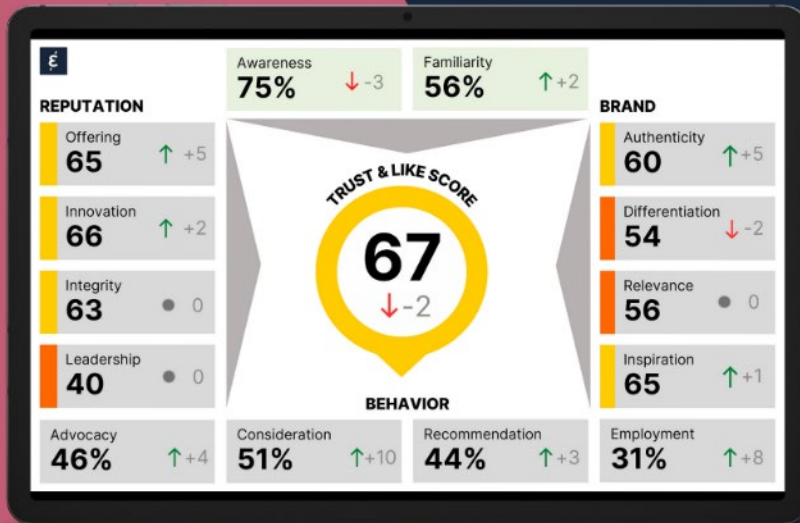 έ
Awareness
75% ↓-3
Familiarity
56% ↑+2
REPUTATION
Offering
65 ↑ +5
Innovation
66 ↑ +2
Integrity
63 ● 0
Leadership
40 ● 0
TRUST & LIKE SCORE
67
↓-2
BRAND
Authenticity
60 ↑+5
Differentiation
54 ↓-2
Relevance
56 ● 0
Inspiration
65 ↑+1
BEHAVIOR
Advocacy
46% ↑+4
Consideration
51% ↑+10
Recommendation
44% ↑+3
Employment
31% ↑+8